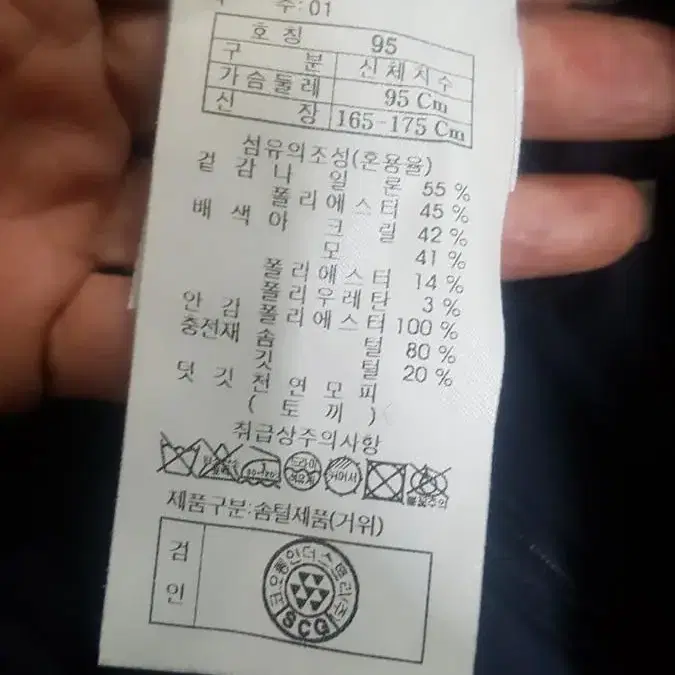 주:01
호칭 95
구분 신체치수
가슴둘레 95 Cm
신장 165-175 Cm
섬유의조성(혼용율)
겉감 나일론 55 %
폴리에스터 45 %
배색 아크릴 42 %
모 41 %
폴리에스터 14 %
폴리우레탄 3 %
안감 폴리에스터 100 %
충전재 솜털 80 %
깃털 20 %
덧깃 천연모피
(토끼)
취급상주의사항
드라이
제품구분:솜털제품(거위)
검인
SCG